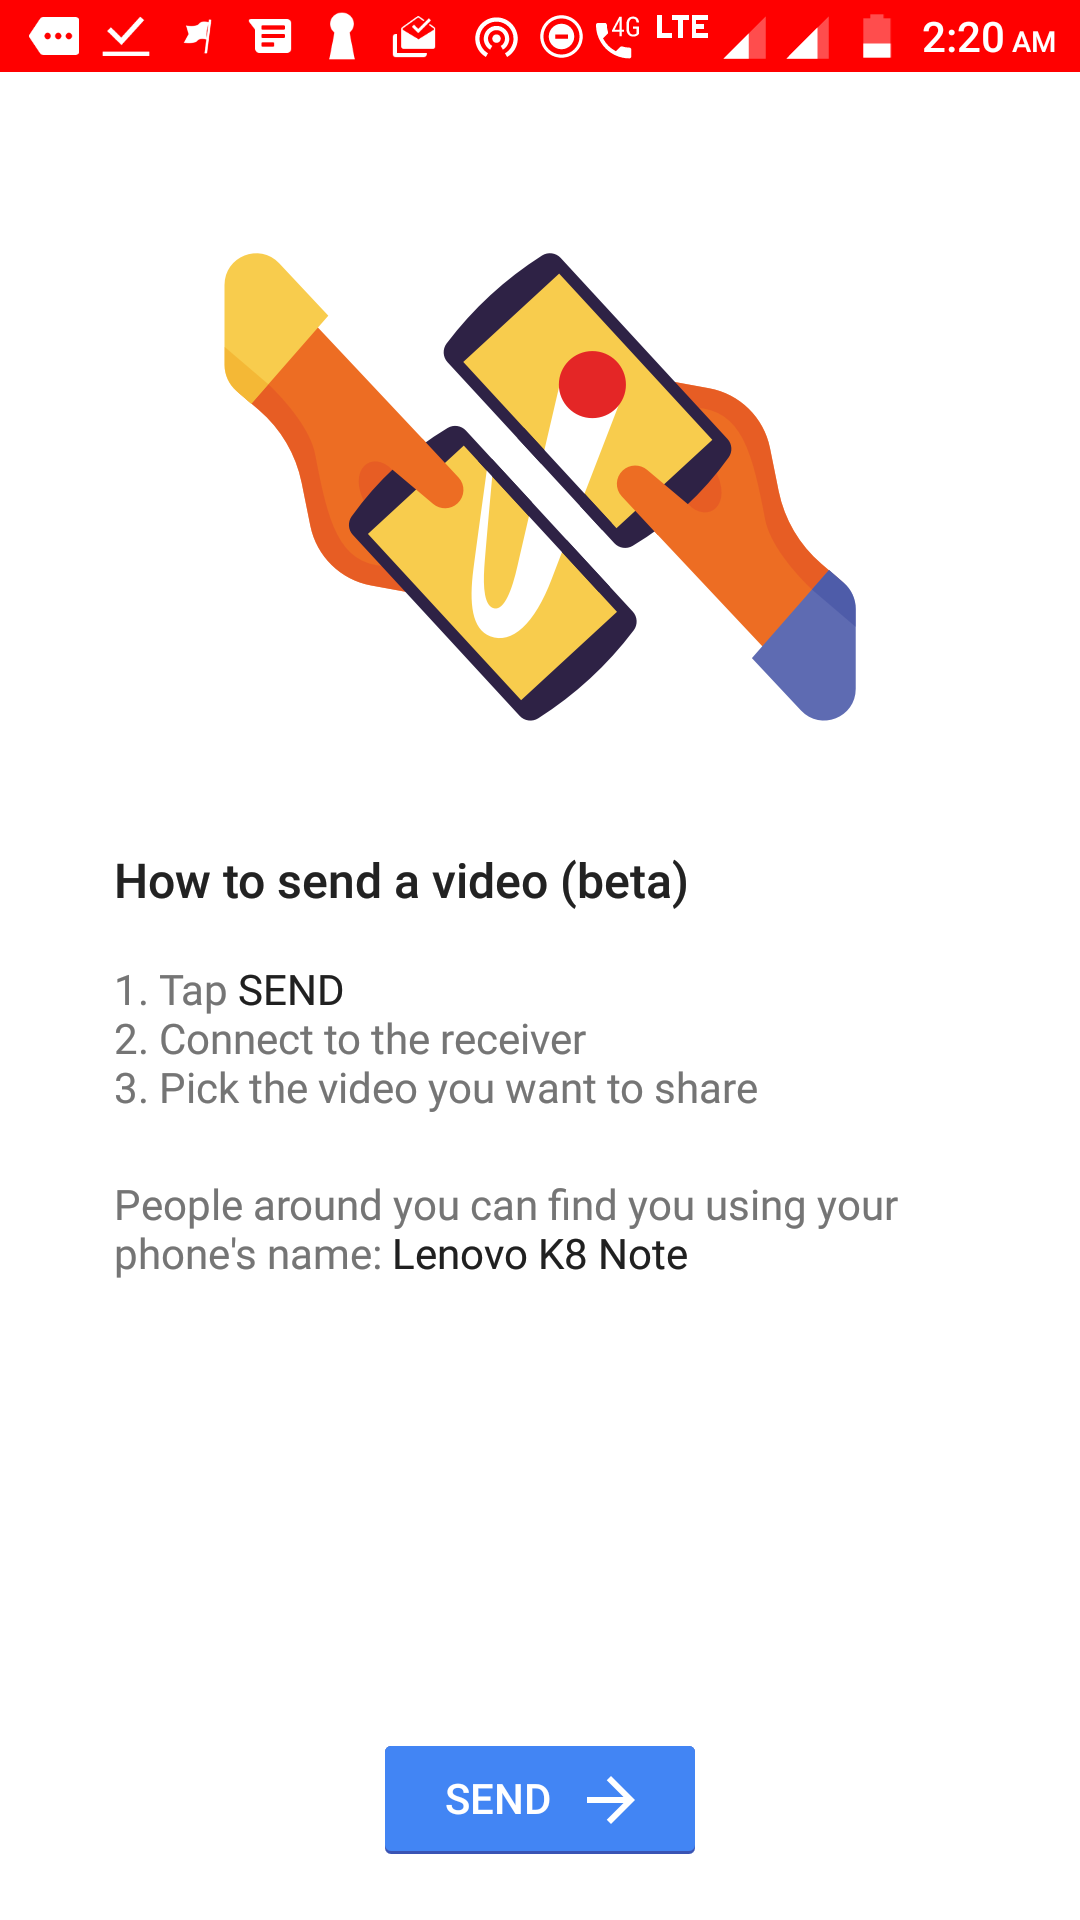 4G LTE 2:20 AM
How to send a video (beta)
1. Tap SEND
2. Connect to the receiver
3. Pick the video you want to share
People around you can find you using your
phone's name: Lenovo K8 Note
SEND